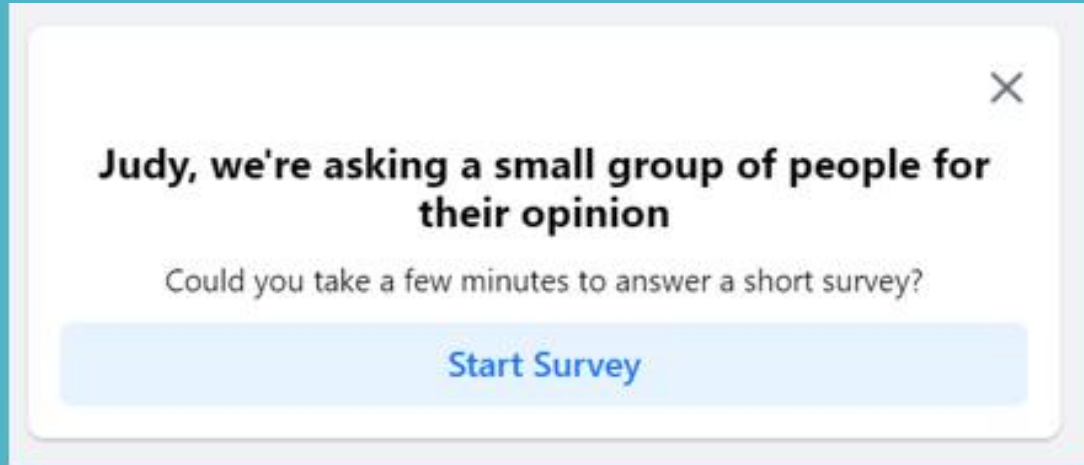 Judy, we're asking a small group of people for
their opinion
Could you take a few minutes to answer a short survey?
Start Survey